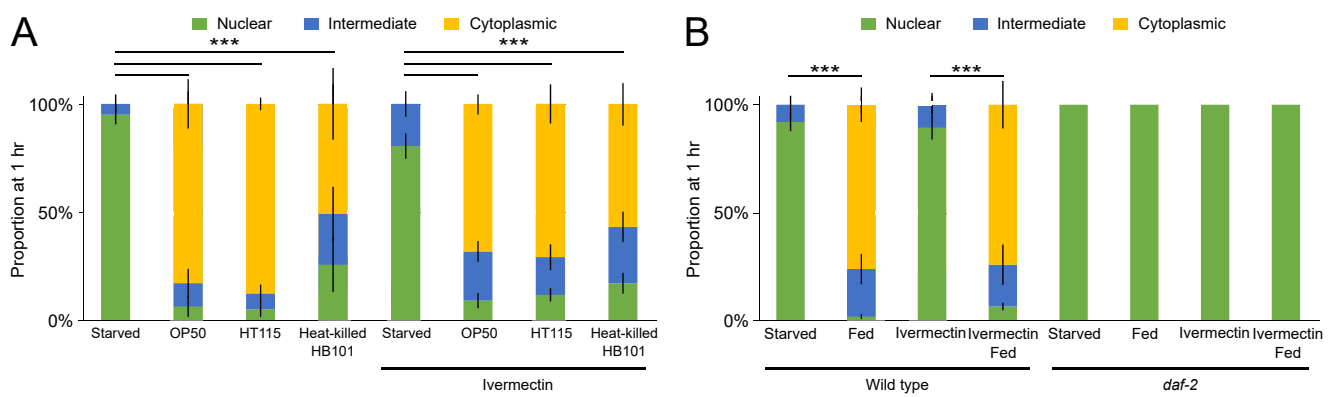 A
Nuclear Intermediate Cytoplasmic
*** ***
Proportion at 1 hr
100%
50%
0%
Starved OP50 HT115 Heat-killed HB101 Starved OP50 HT115 Heat-killed HB101
Ivermectin
B
Nuclear Intermediate Cytoplasmic
*** ***
Proportion at 1 hr
100%
50%
0%
Starved Fed Ivermectin Ivermectin Fed Starved Fed Ivermectin Ivermectin Fed
Wild type daf-2